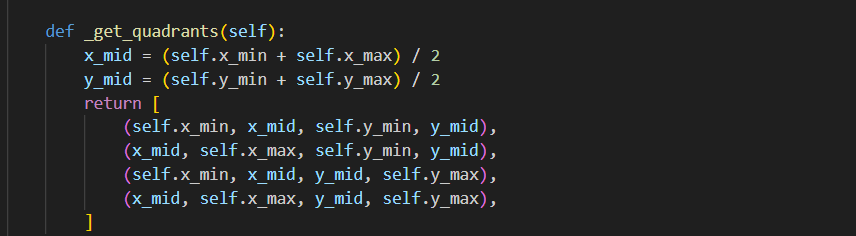 def _get_quadrants(self):
    x_mid = (self.x_min + self.x_max) / 2
    y_mid = (self.y_min + self.y_max) / 2
    return [
        (self.x_min, x_mid, self.y_min, y_mid),
        (x_mid, self.x_max, self.y_min, y_mid),
        (self.x_min, x_mid, y_mid, self.y_max),
        (x_mid, self.x_max, y_mid, self.y_max),
    ]